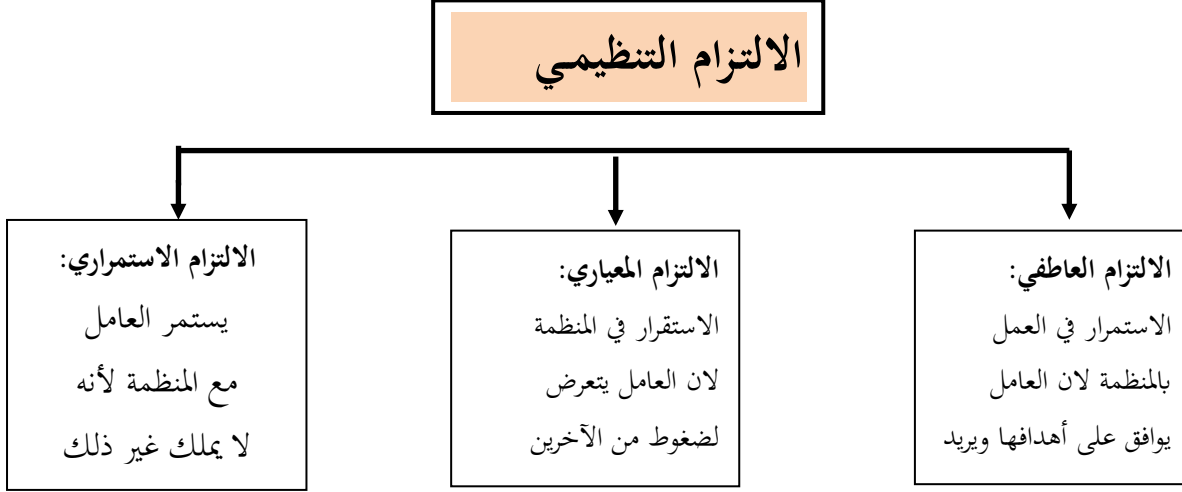 الالتزام التنظيمي
الالتزام العاطفي:
الاستمرار في العمل
بالمنظمة لان العامل
يوافق على أهدافها ويريد
الالتزام المعياري:
الاستقرار في المنظمة
لان العامل يتعرض
لضغوط من الآخرين
الالتزام الاستمراري:
يستمر العامل
مع المنظمة لأنه
لا يملك غير ذلك